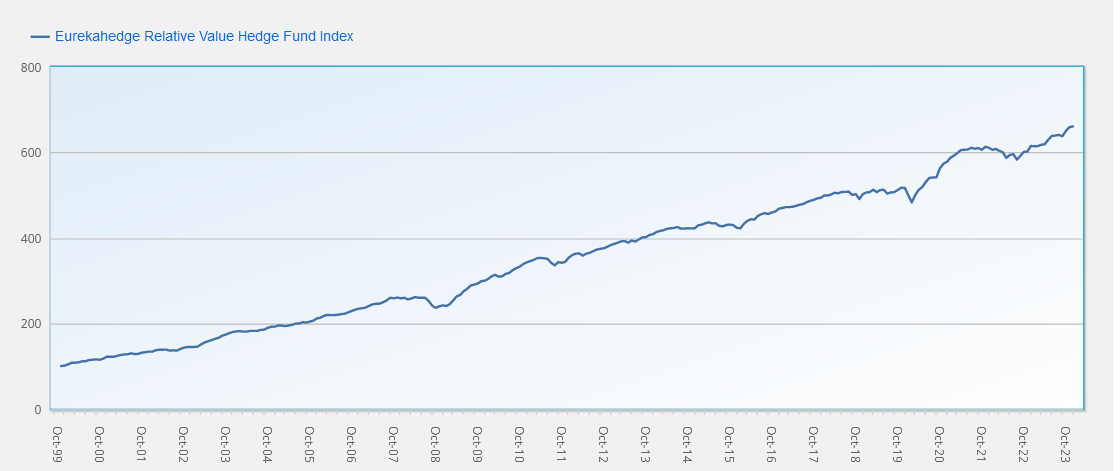 Eurekahedge Relative Value Hedge Fund Index
800
600
400
200
0
Oct-99
Oct-00
Oct-01
Oct-02
Oct-03
Oct-04
Oct-05
Oct-06
Oct-07
Oct-08
Oct-09
Oct-10
Oct-11
Oct-12
Oct-13
Oct-14
Oct-15
Oct-16
Oct-17
Oct-18
Oct-19
Oct-20
Oct-21
Oct-22
Oct-23